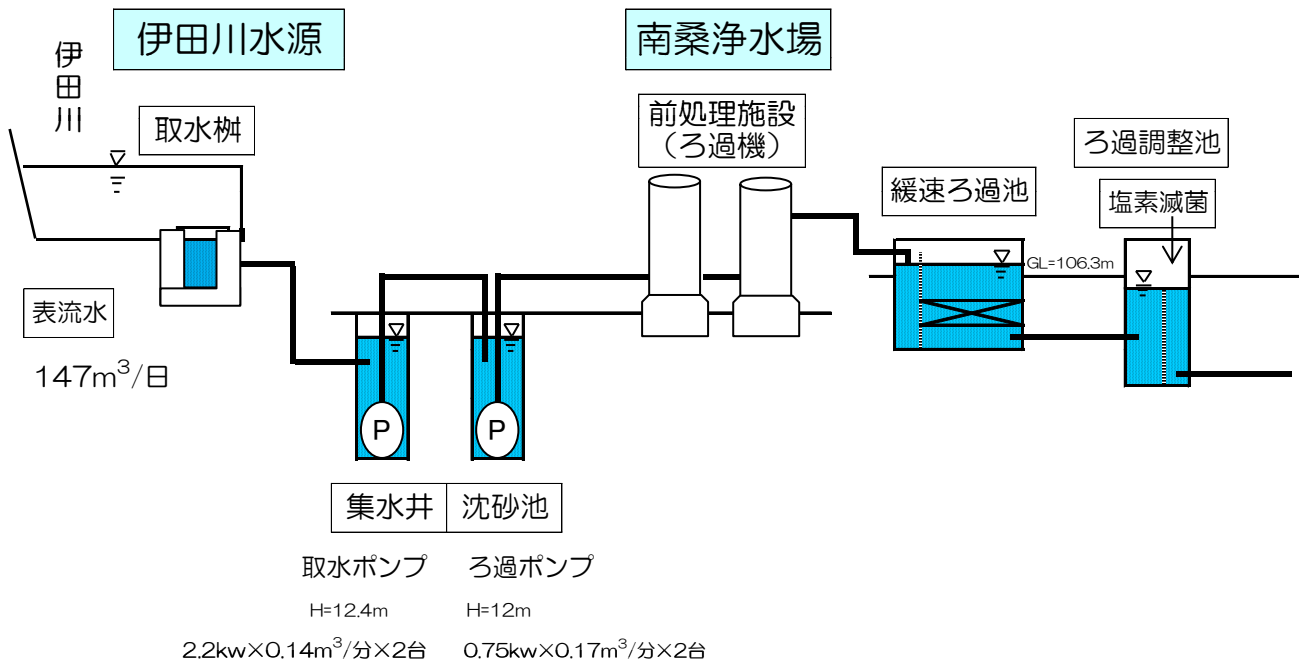 伊田川水源
南桑浄水場
伊田川
取水桝
前処理施設
（ろ過機）
ろ過調整池
緩速ろ過池
塩素滅菌
GL=106.3m
表流水
147m³/日
P
P
集水井
沈砂池
取水ポンプ
ろ過ポンプ
H=12.4m
H=12m
2.2kw×0.14m³/分×2台
0.75kw×0.17m³/分×2台